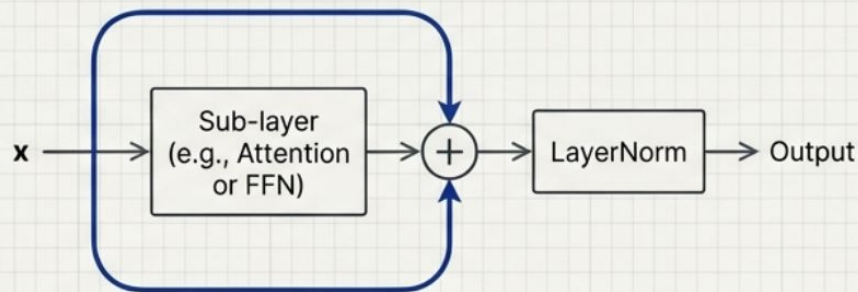 x
Sub-layer
(e.g., Attention
or FFN)
+
LayerNorm
Output